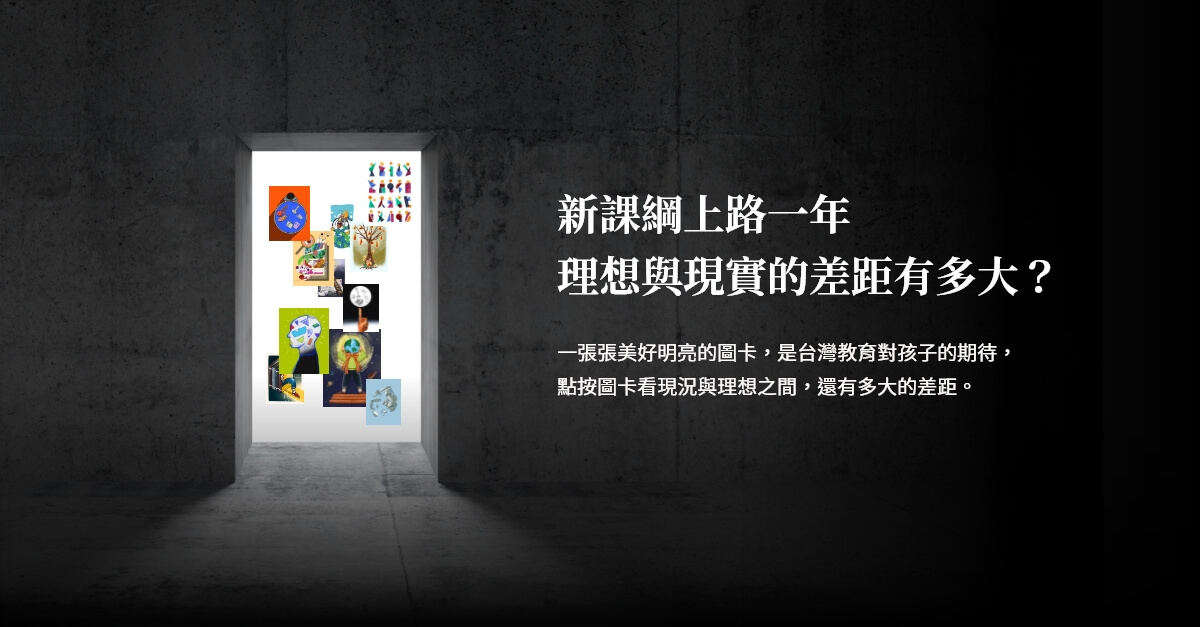 新課綱上路一年
理想與現實的差距有多大？
一張張美好明亮的圖卡，是台灣教育對孩子的期待，
點按圖卡看現況與理想之間，還有多大的差距。